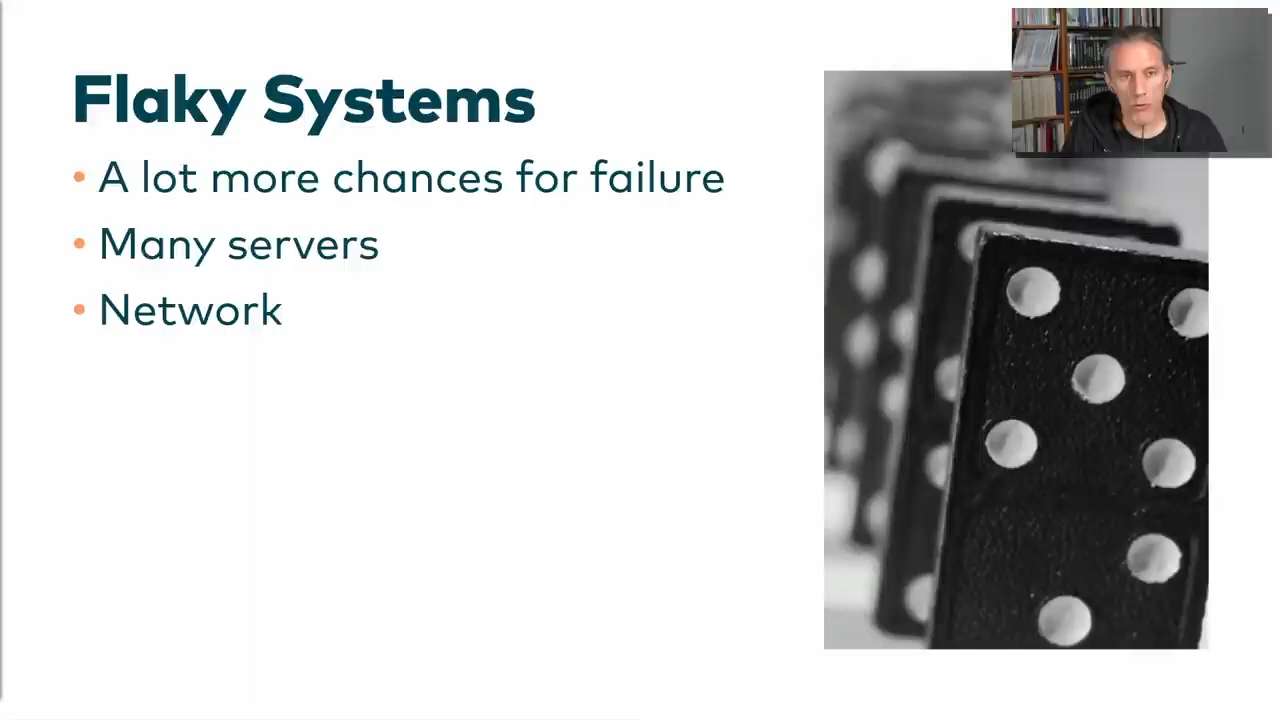 Flaky Systems
• A lot more chances for failure
• Many servers
• Network